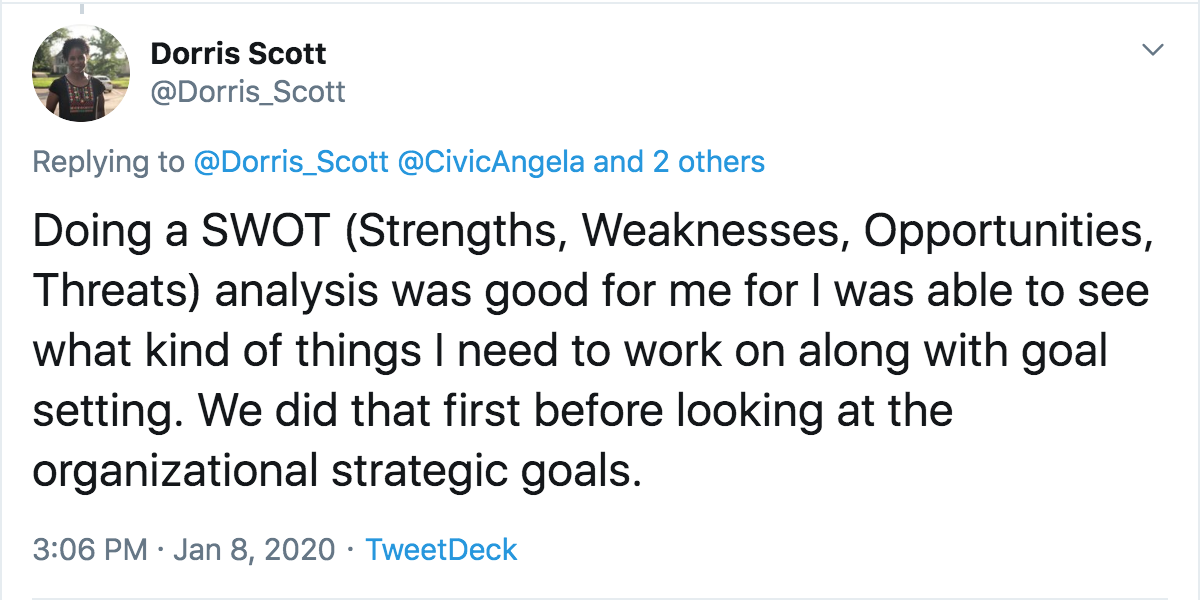 Dorris Scott
@Dorris_Scott
Replying to @Dorris_Scott @CivicAngela and 2 others
Doing a SWOT (Strengths, Weaknesses, Opportunities,
Threats) analysis was good for me for I was able to see
what kind of things I need to work on along with goal
setting. We did that first before looking at the
organizational strategic goals.
3:06 PM · Jan 8, 2020 · TweetDeck